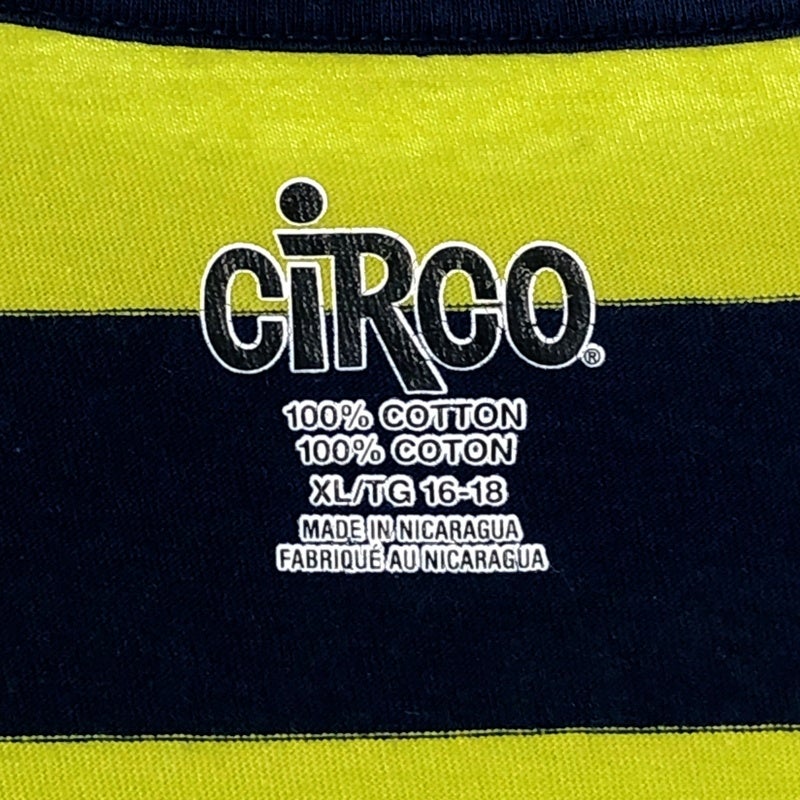 CiRCO®
100% COTTON
100% COTON
XL/TG 16-18
MADE IN NICARAGUA
FABRIQUÉ AU NICARAGUA